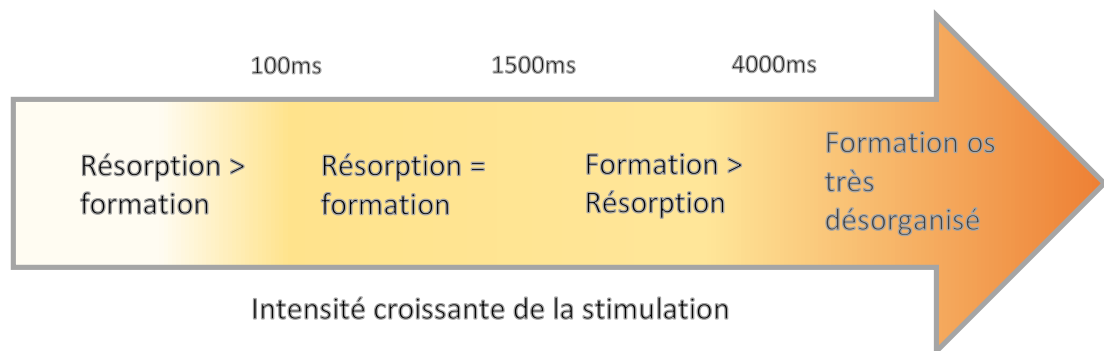 100ms 1500ms 4000ms
Résorption >
formation
Résorption =
formation
Formation >
Résorption
Formation os
très
désorganisé
Intensité croissante de la stimulation